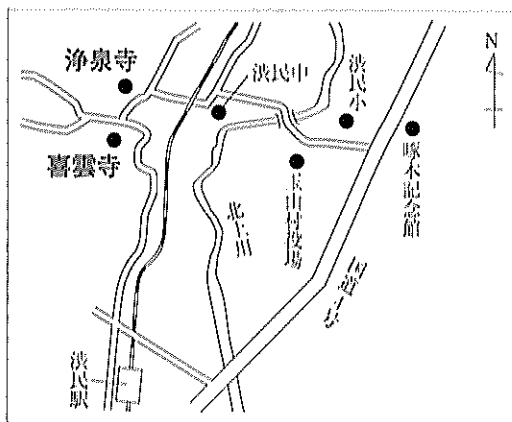 浄泉寺
喜雲寺
渋民中
渋民小
N
啄木記念館
玉山村役場
北上川
国道4号
渋民駅